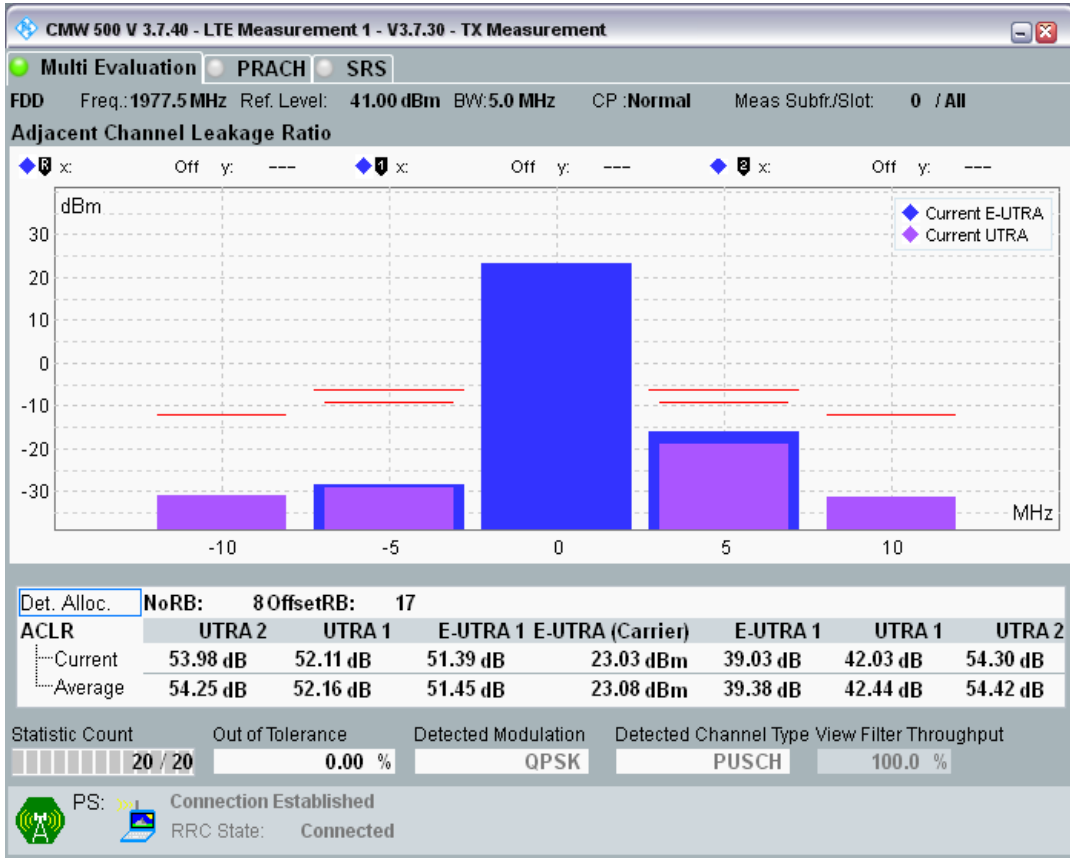 CMW 500 V 3.7.40 - LTE Measurement 1 - V3.7.30 - TX Measurement
Multi Evaluation PRACH SRS
FDD Freq.:1977.5 MHz Ref. Level: 41.00 dBm BW:5.0 MHz CP :Normal Meas Subfr./Slot: 0 / All
Adjacent Channel Leakage Ratio
R x: Off y: --- 1 x: Off y: --- 2 x: Off y: ---
dBm
Current E-UTRA
Current UTRA
30
20
10
0
-10
-20
-30
MHz
-10 -5 0 5 10
Det. Alloc. NoRB: 8 OffsetRB: 17
ACLR UTRA 2 UTRA 1 E-UTRA 1 E-UTRA (Carrier) E-UTRA 1 UTRA 1 UTRA 2
Current 53.98 dB 52.11 dB 51.39 dB 23.03 dBm 39.03 dB 42.03 dB 54.30 dB
Average 54.25 dB 52.16 dB 51.45 dB 23.08 dBm 39.38 dB 42.44 dB 54.42 dB
Statistic Count Out of Tolerance Detected Modulation Detected Channel Type View Filter Throughput
20 / 20 0.00 % QPSK PUSCH 100.0 %
PS: Connection Established
RRC State: Connected